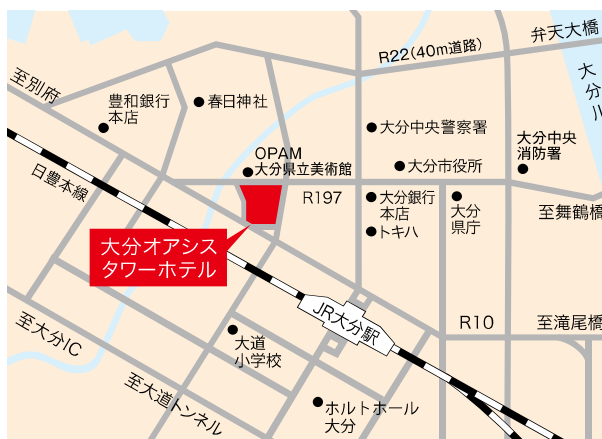 弁天大橋
R22(40m道路)
大分川
至別府
豊和銀行
本店
春日神社
大分中央警察署
大分中央
消防署
OPAM
大分県立美術館
大分市役所
日豊本線
R197
大分銀行
本店
大分
県庁
至舞鶴橋
トキハ
大分オアシス
タワーホテル
JR大分駅
R10
至滝尾橋
至大分IC
大道
小学校
至大道トンネル
ホルトホール
大分